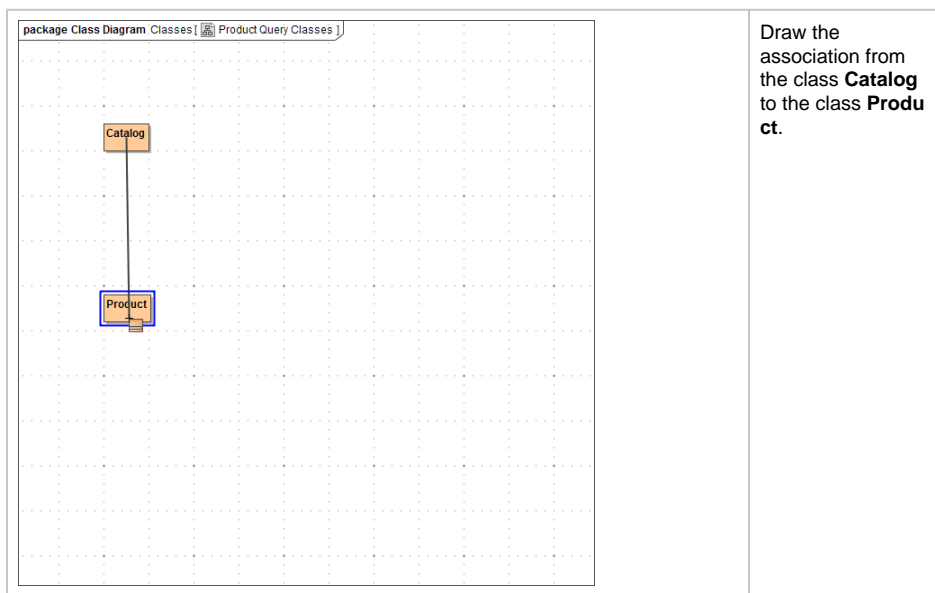 package Class Diagram Classes [ Product Query Classes ]
Catalog
Product
Draw the
association from
the class Catalog
to the class Produ
ct.